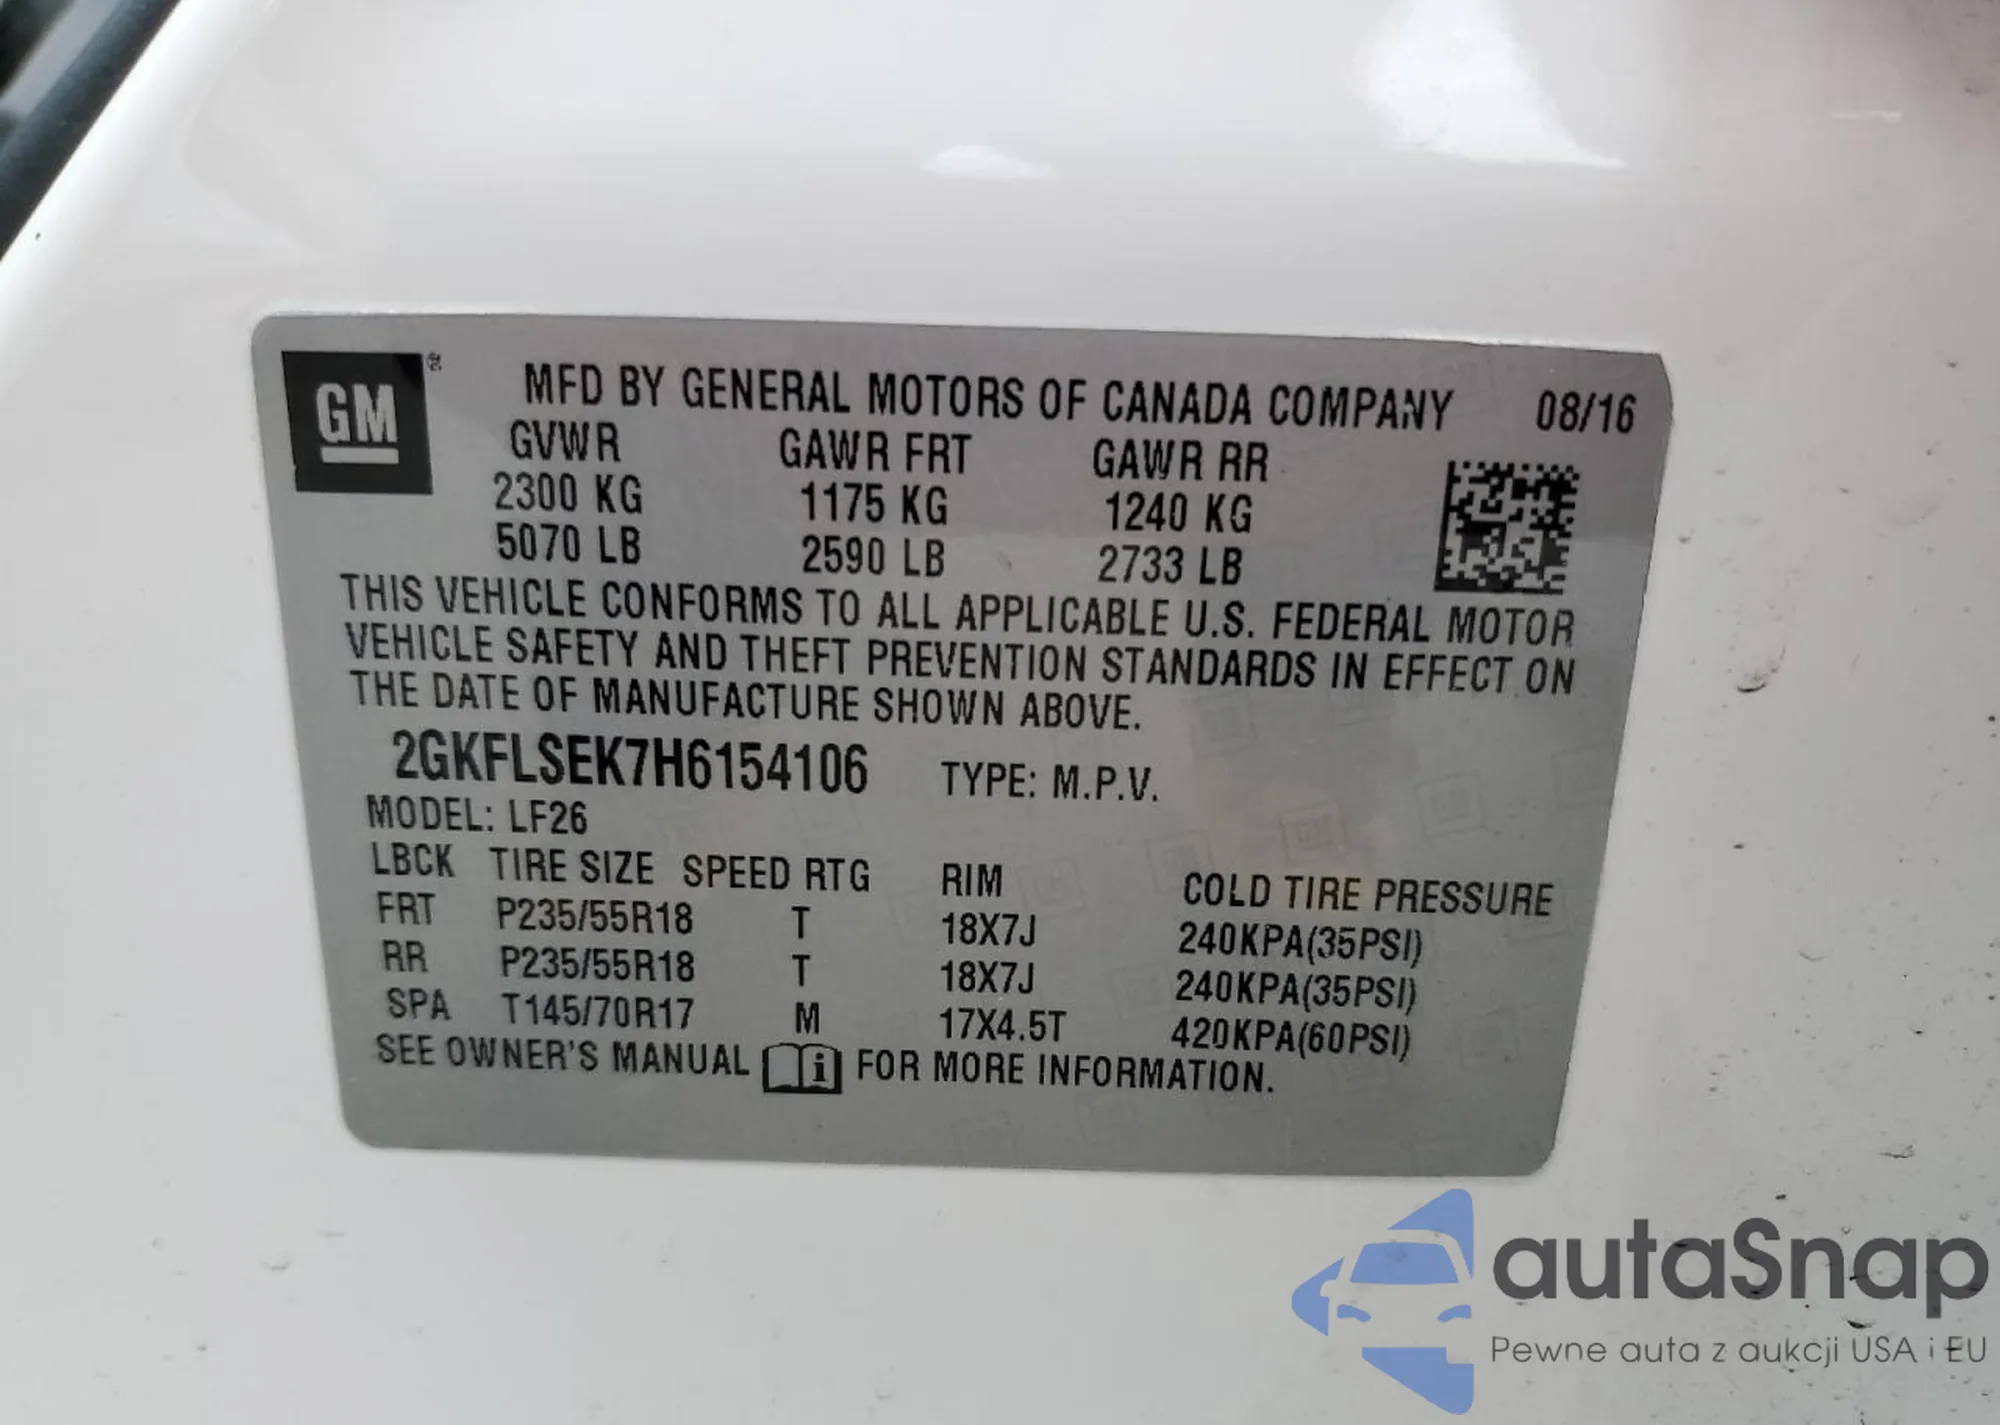 GM ®
MFD BY GENERAL MOTORS OF CANADA COMPANY 08/16
GVWR GAWR FRT GAWR RR
2300 KG 1175 KG 1240 KG
5070 LB 2590 LB 2733 LB
THIS VEHICLE CONFORMS TO ALL APPLICABLE U.S. FEDERAL MOTOR
VEHICLE SAFETY AND THEFT PREVENTION STANDARDS IN EFFECT ON
THE DATE OF MANUFACTURE SHOWN ABOVE.
2GKFLSEK7H6154106 TYPE: M.P.V.
MODEL: LF26
LBCK TIRE SIZE SPEED RTG RIM COLD TIRE PRESSURE
FRT P235/55R18 T 18X7J 240KPA(35PSI)
RR P235/55R18 T 18X7J 240KPA(35PSI)
SPA T145/70R17 M 17X4.5T 420KPA(60PSI)
SEE OWNER'S MANUAL i FOR MORE INFORMATION.
autaSnap
Pewne auta z aukcji USA i EU